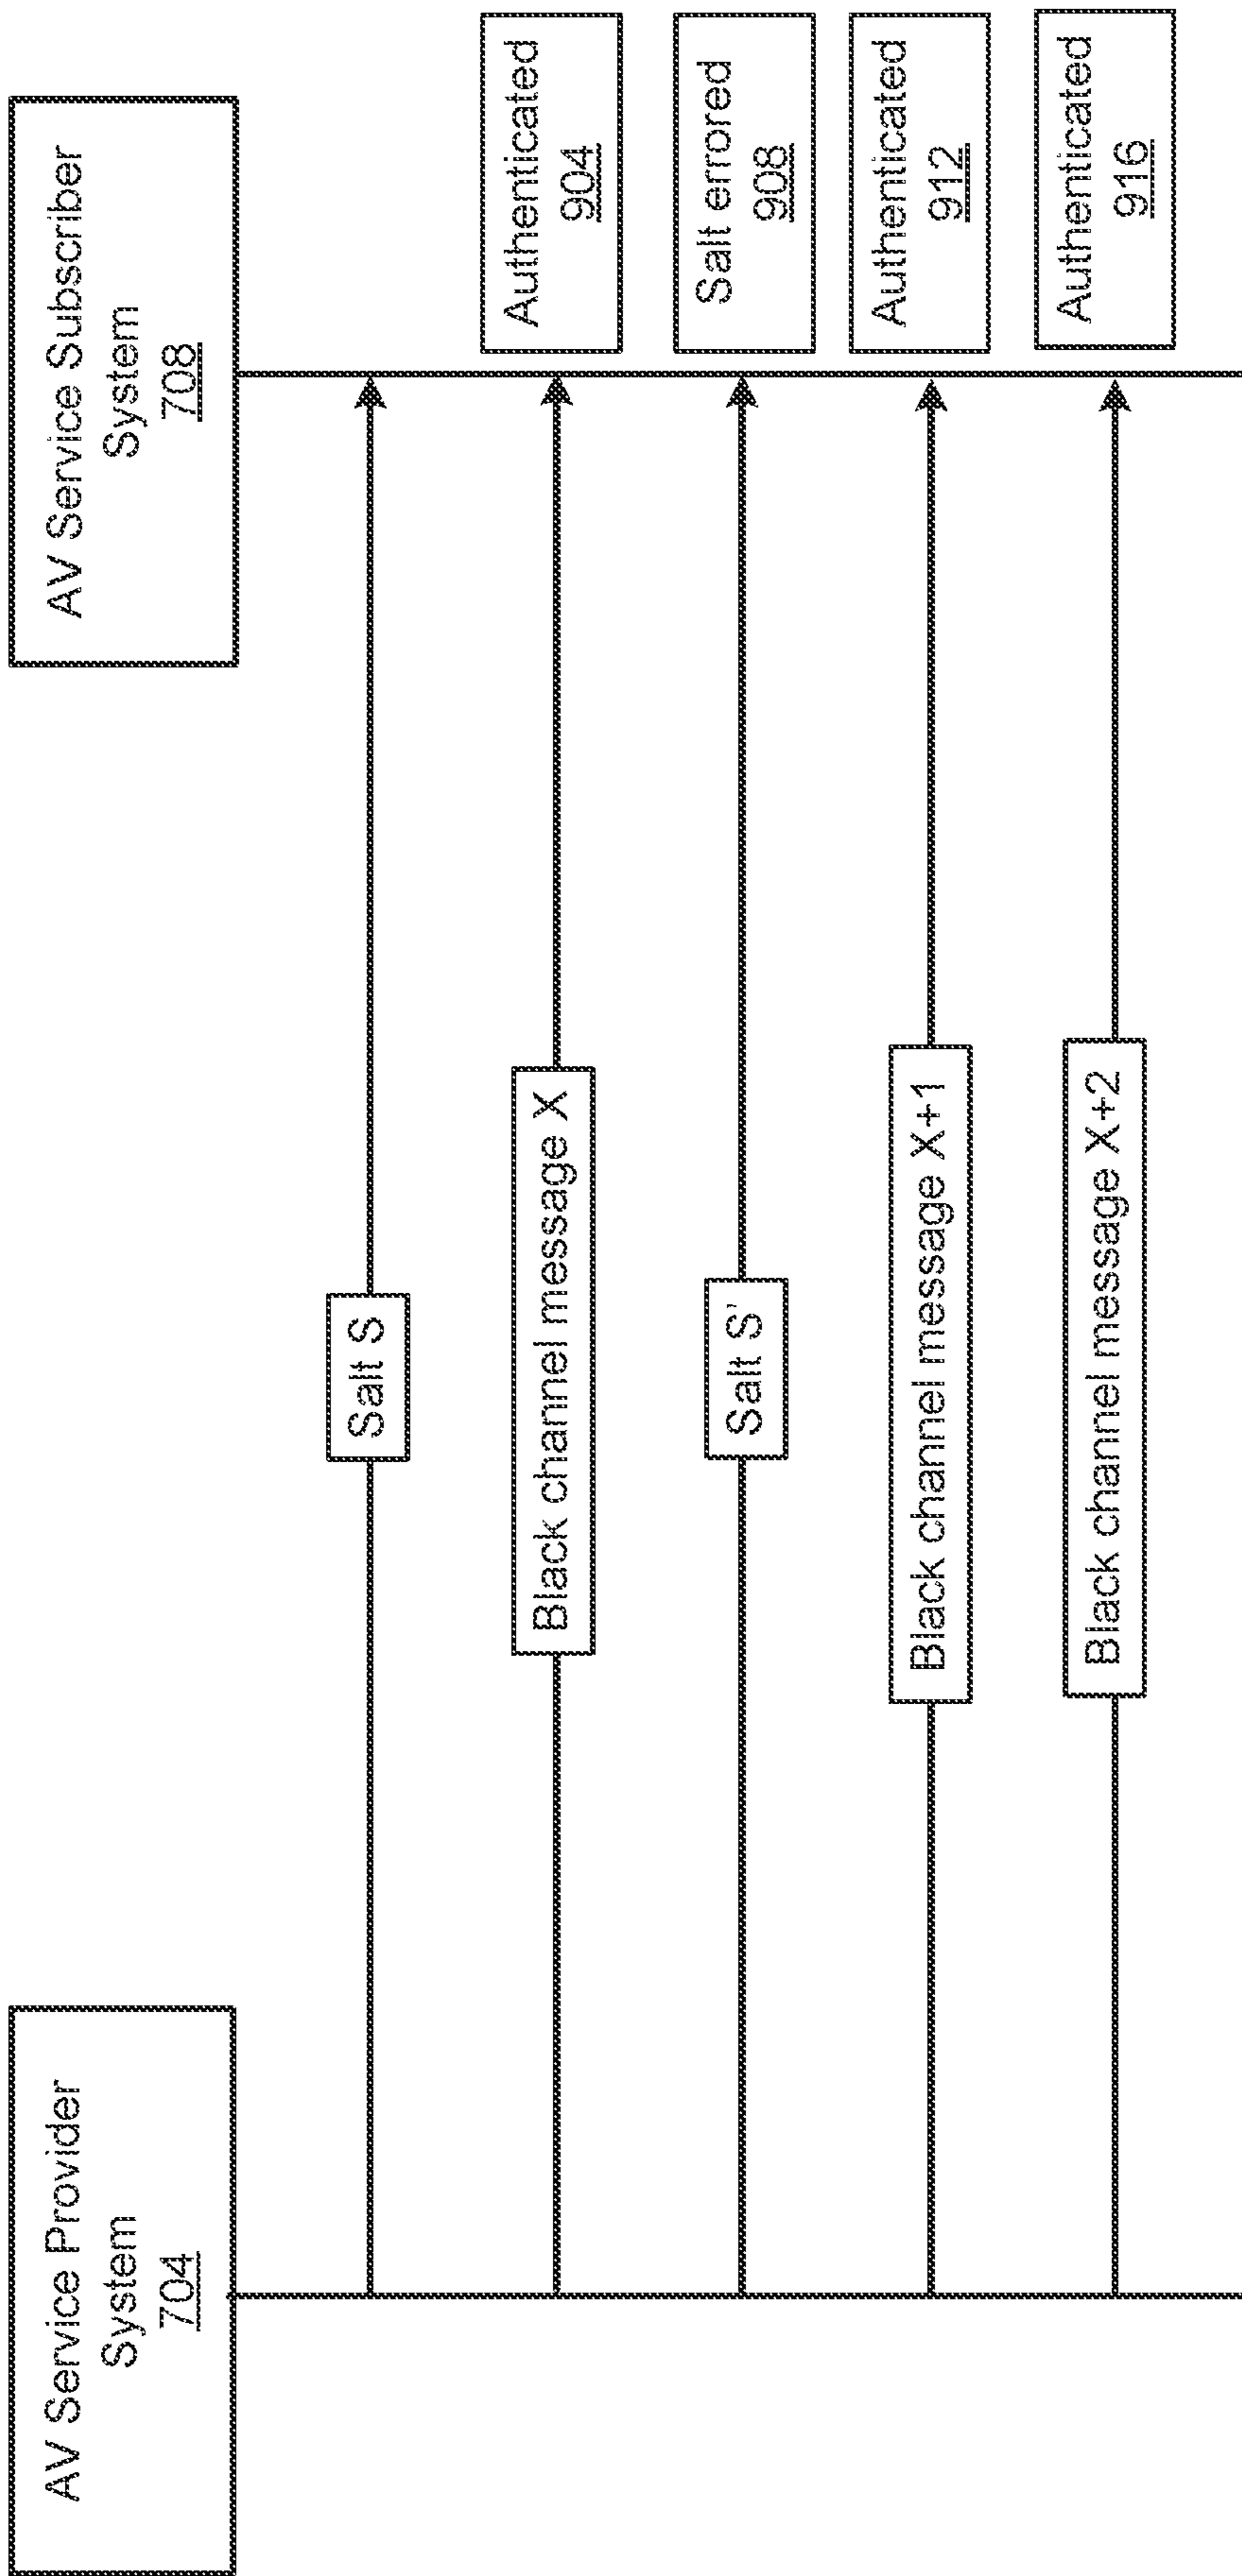 AV Service Provider
System
704
AV Service Subscriber
System
708
Salt S
Black channel message X
Authenticated
904
Salt S'
Salt errored
908
Black channel message X+1
Authenticated
912
Black channel message X+2
Authenticated
916